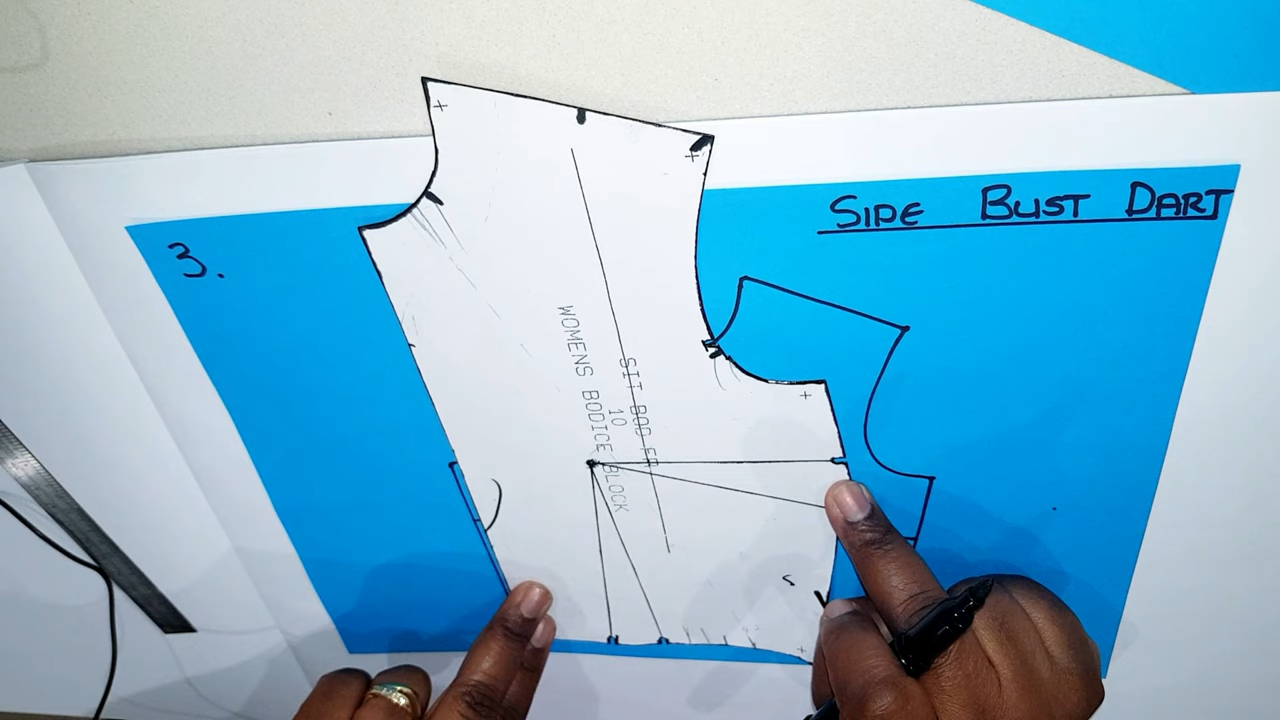 3.
SIDE BUST DART
SIT BOD FR
10
WOMENS BODICE BLOCK
S